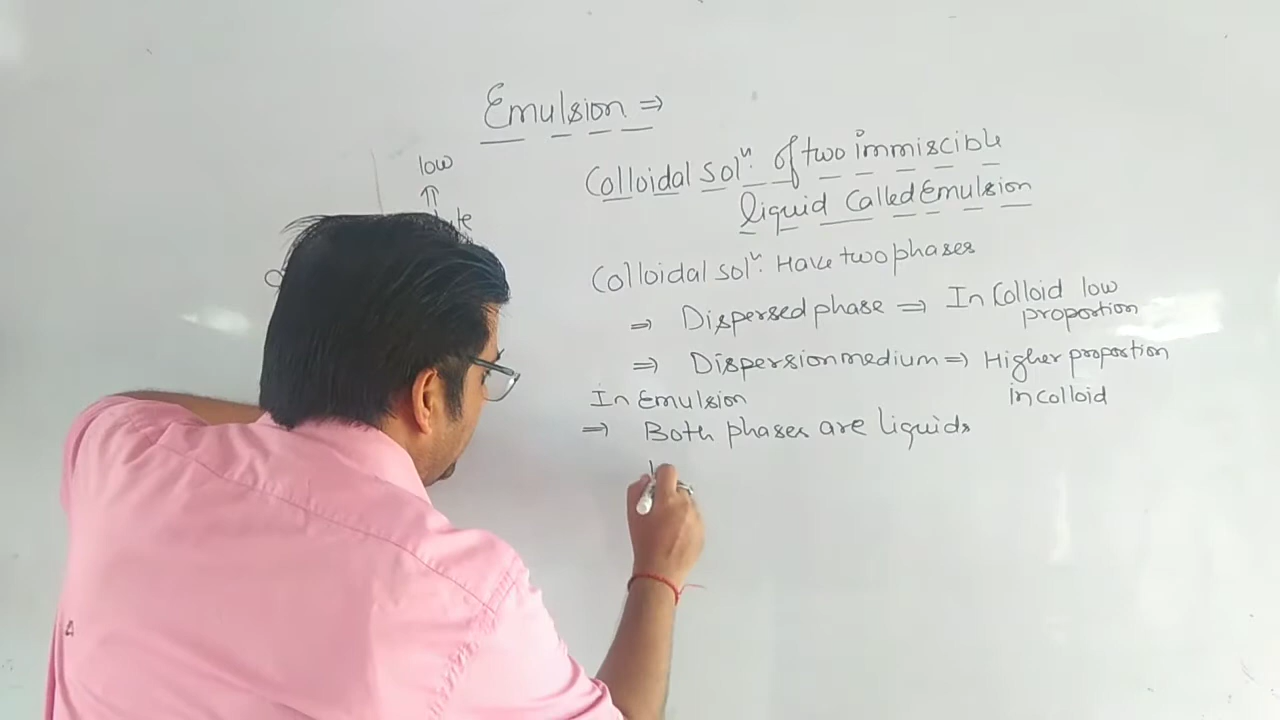 Emulsion ⇒
low
⇑
Colloidal solⁿ. of two immiscible
liquid called Emulsion
Colloidal solⁿ. Have two phases
⇒ Dispersed phase ⇒ In Colloid low
proportion
⇒ Dispersion medium ⇒ Higher proportion
in colloid
In Emulsion
⇒ Both phases are liquids